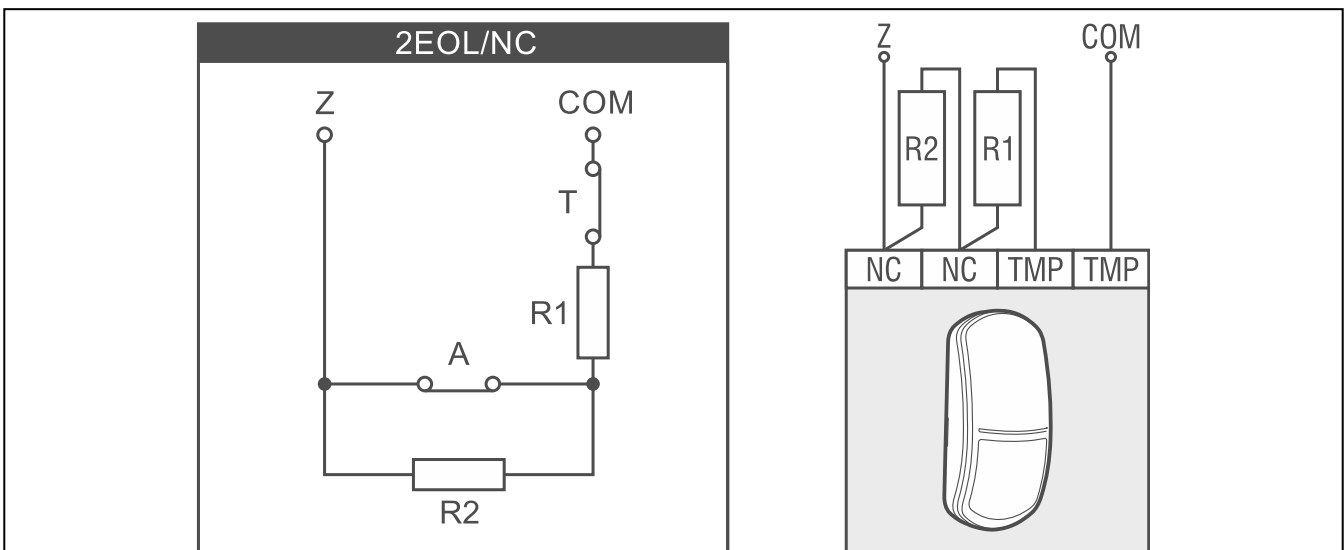 2EOL/NC
Z COM
T
R1
A
R2
Z COM
R2 R1
NC NC TMP TMP